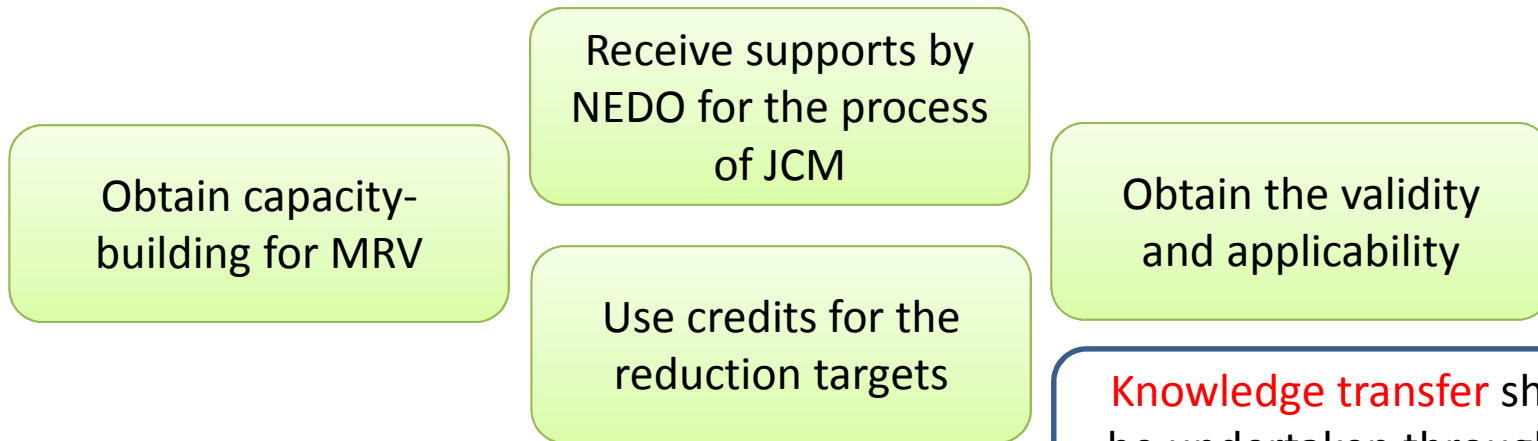 Receive supports by
NEDO for the process
of JCM
Obtain capacity-
building for MRV
Obtain the validity
and applicability
Use credits for the
reduction targets
Knowledge transfer